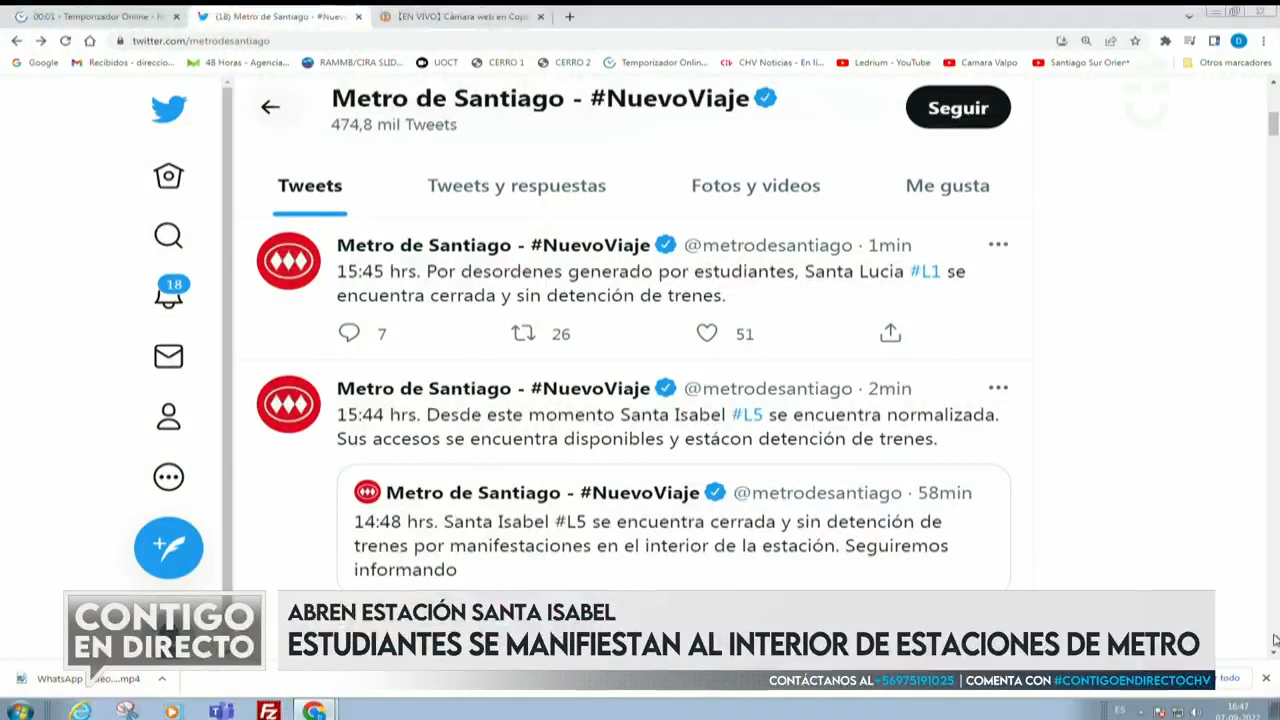 00:01 - Temporizador Online -
(18) Metro de Santiago - #Nuev
[EN VIVO] Cámara web en Cop
twitter.com/metrodesantiago
D
Google
Recibidos - direccio...
48 Horas - Agencia...
RAMMB/CIRA SLID...
UOCT
CERRO 1
CERRO 2
Temporizador Onlin...
CHV Noticias - En lí...
Ledrium - YouTube
Camara Valpo
Santiago Sur Orien
Otros marcadores
Metro de Santiago - #NuevoViaje
474,8 mil Tweets
Seguir
Tweets
Tweets y respuestas
Fotos y videos
Me gusta
Metro de Santiago - #NuevoViaje @metrodesantiago · 1min
15:45 hrs. Por desordenes generado por estudiantes, Santa Lucia #L1 se
encuentra cerrada y sin detención de trenes.
7 26 51
18
Metro de Santiago - #NuevoViaje @metrodesantiago · 2min
15:44 hrs. Desde este momento Santa Isabel #L5 se encuentra normalizada.
Sus accesos se encuentra disponibles y estácon detención de trenes.
Metro de Santiago - #NuevoViaje @metrodesantiago · 58min
14:48 hrs. Santa Isabel #L5 se encuentra cerrada y sin detención de
trenes por manifestaciones en el interior de la estación. Seguiremos
informando
CONTIGO
EN DIRECTO
ABREN ESTACIÓN SANTA ISABEL
ESTUDIANTES SE MANIFIESTAN AL INTERIOR DE ESTACIONES DE METRO
CONTÁCTANOS AL +56975191025 | COMENTA CON #CONTIGOENDIRECTOCHV
WhatsApp
eo....mp4
todo
ES
16:47
07-09-2022